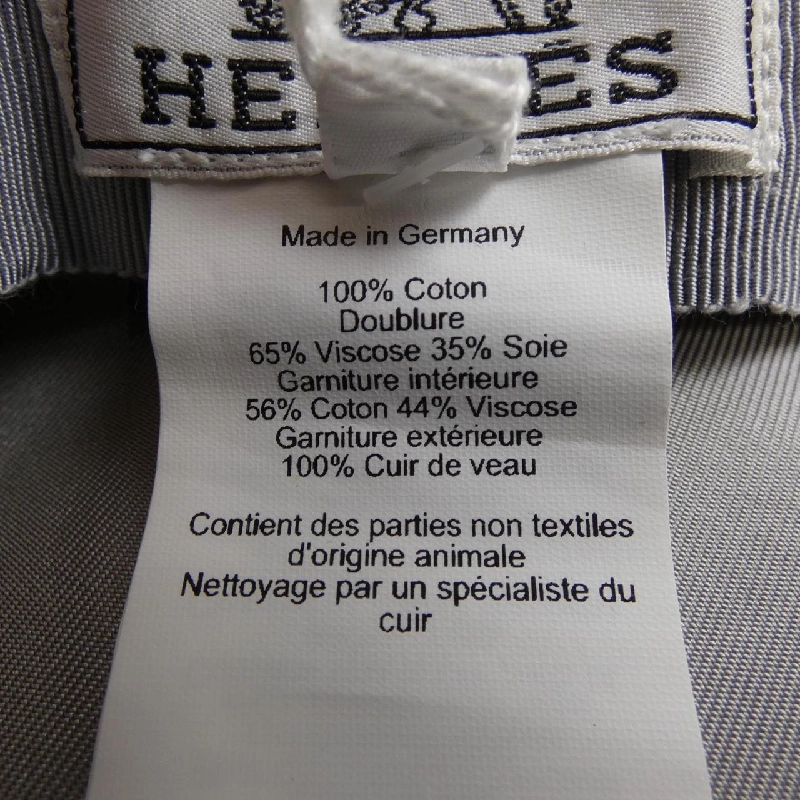 HERMÈS
Made in Germany
100% Coton
Doublure
65% Viscose 35% Soie
Garniture intérieure
56% Coton 44% Viscose
Garniture extérieure
100% Cuir de veau
Contient des parties non textiles
d'origine animale
Nettoyage par un spécialiste du
cuir